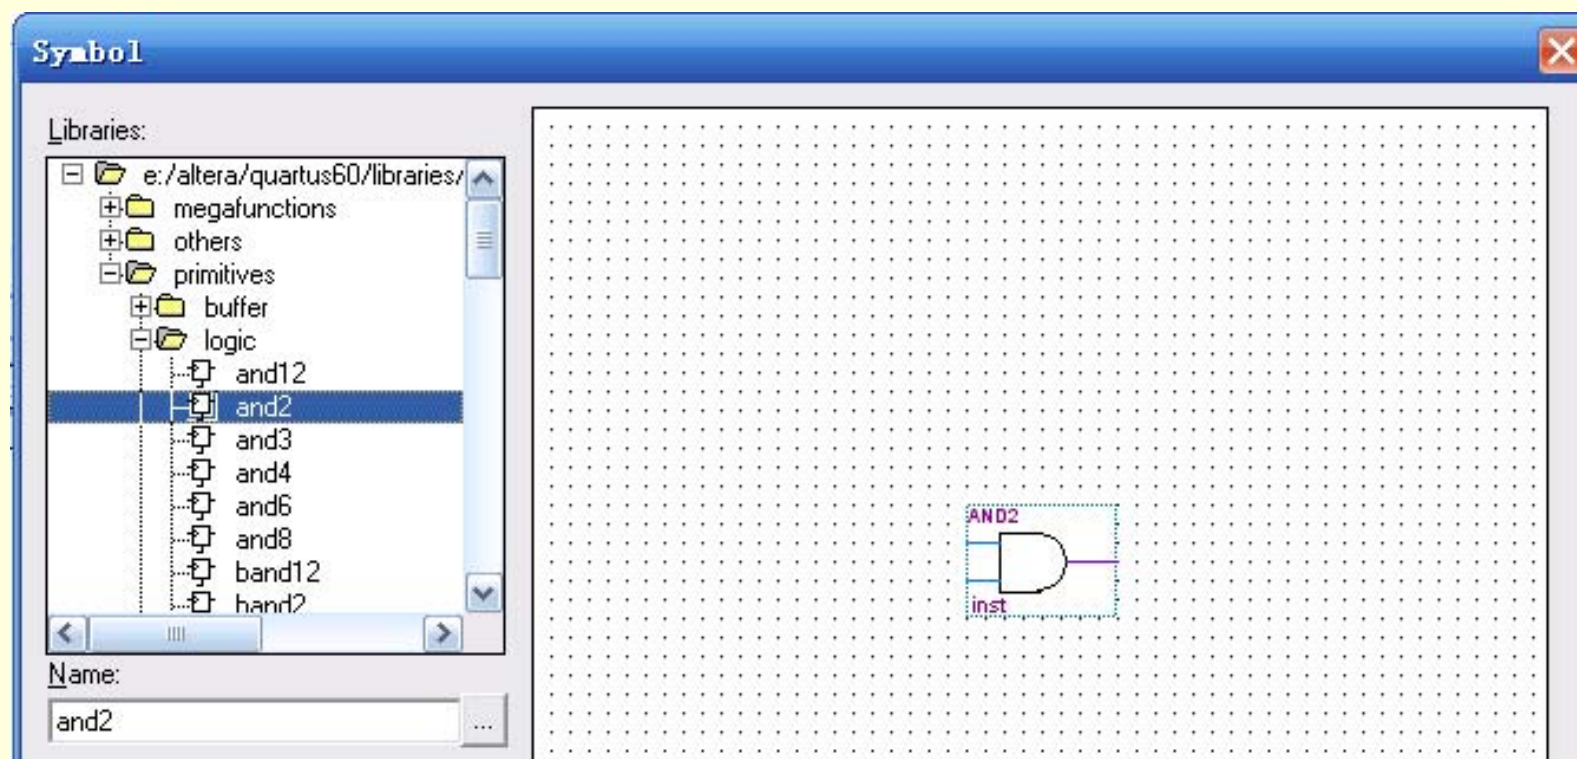 Symbol
Libraries:
e:/altera/quartus60/libraries/
megafunctions
others
primitives
buffer
logic
and12
and2
and3
and4
and6
and8
band12
band2
Name:
and2
...
AND2
inst